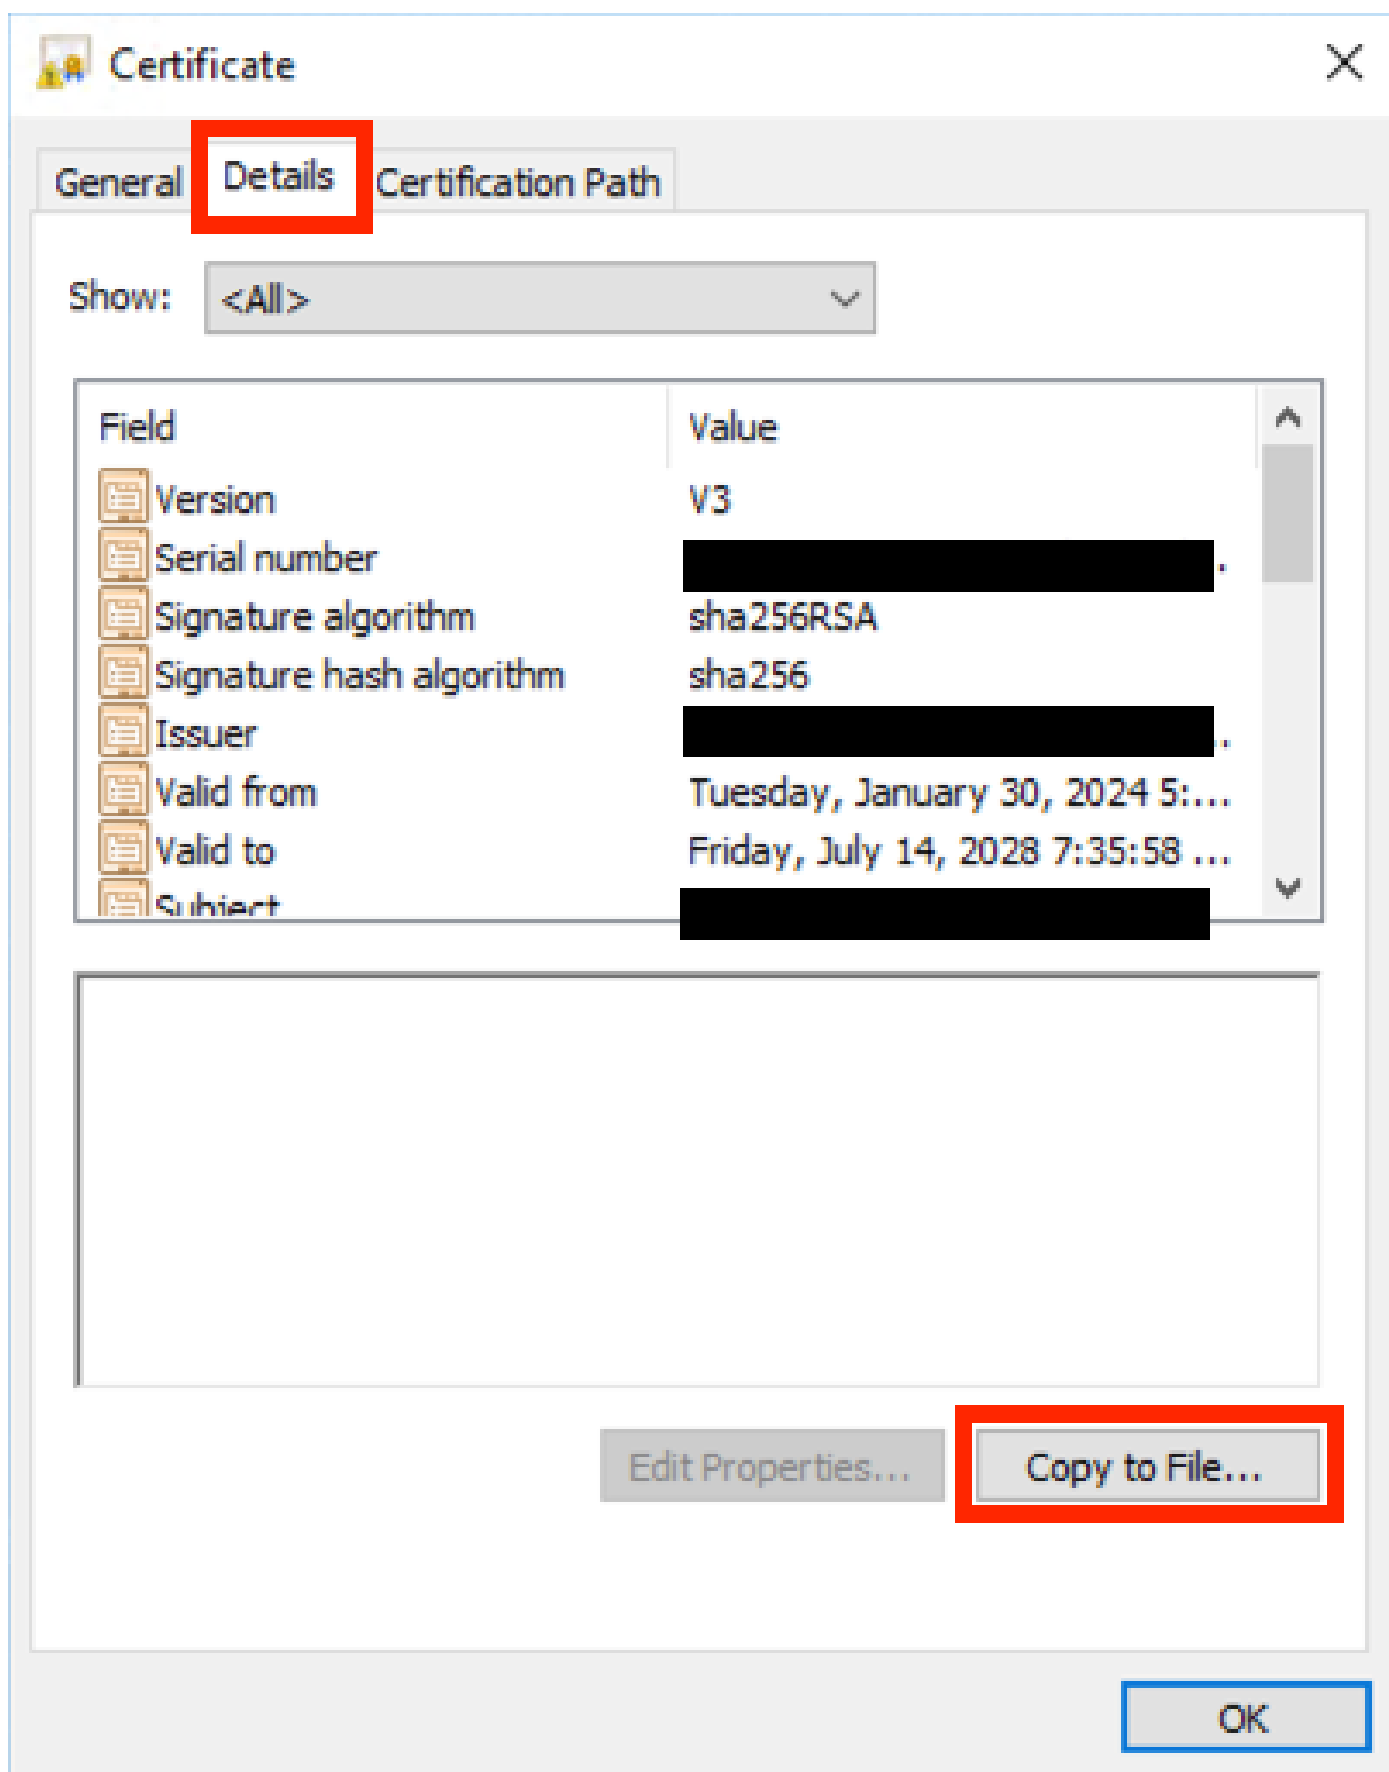 Certificate
General Details Certification Path
Show: <All>
Field Value
Version V3
Serial number .
Signature algorithm sha256RSA
Signature hash algorithm sha256
Issuer ..
Valid from Tuesday, January 30, 2024 5:...
Valid to Friday, July 14, 2028 7:35:58 ...
Subject
Edit Properties... Copy to File...
OK